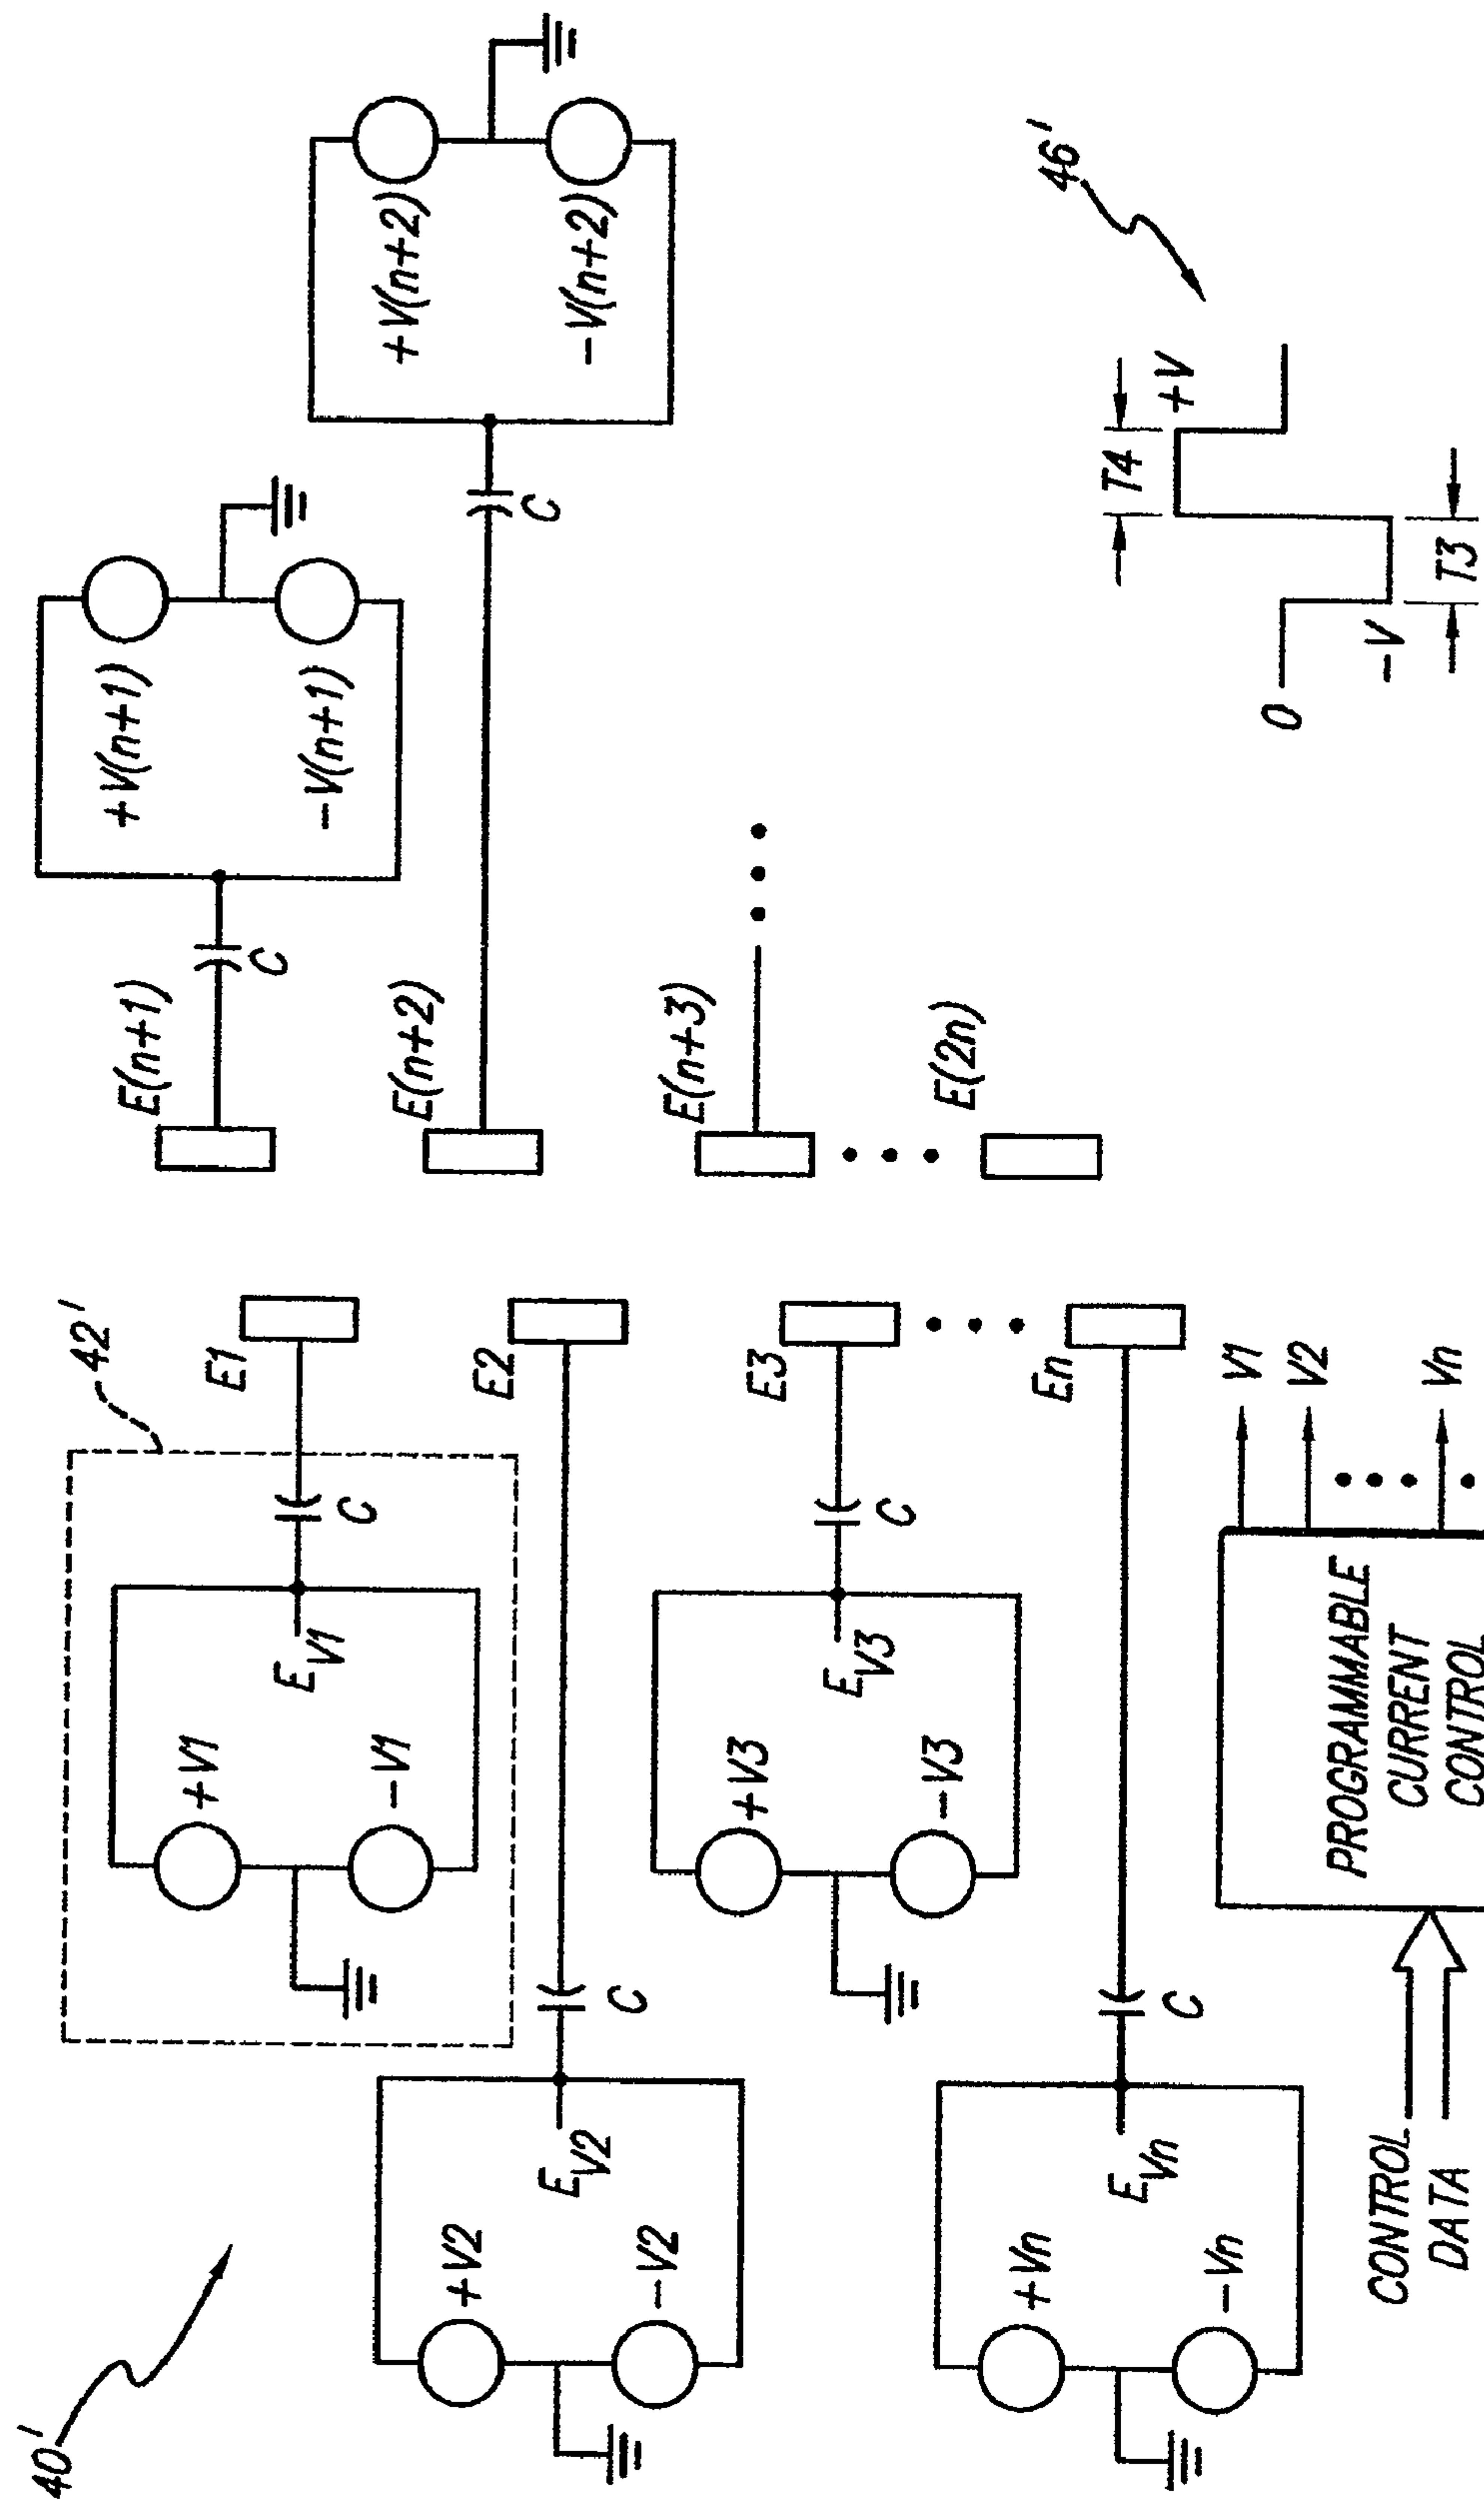 40'
42'
+V1
-V1
EV1
C
E1
+V2
-V2
EV2
C
E2
+V3
-V3
EV3
C
E3
+Vn
-Vn
EVn
C
En
E(n+1)
C
+V(n+1)
-V(n+1)
E(n+2)
C
+V(n+2)
-V(n+2)
E(n+3)
E(2n)
CONTROL
DATA
PROGRAMMABLE
CURRENT
CONTROL
V1
V2
Vn
46'
0
-V
+V
T3
T4